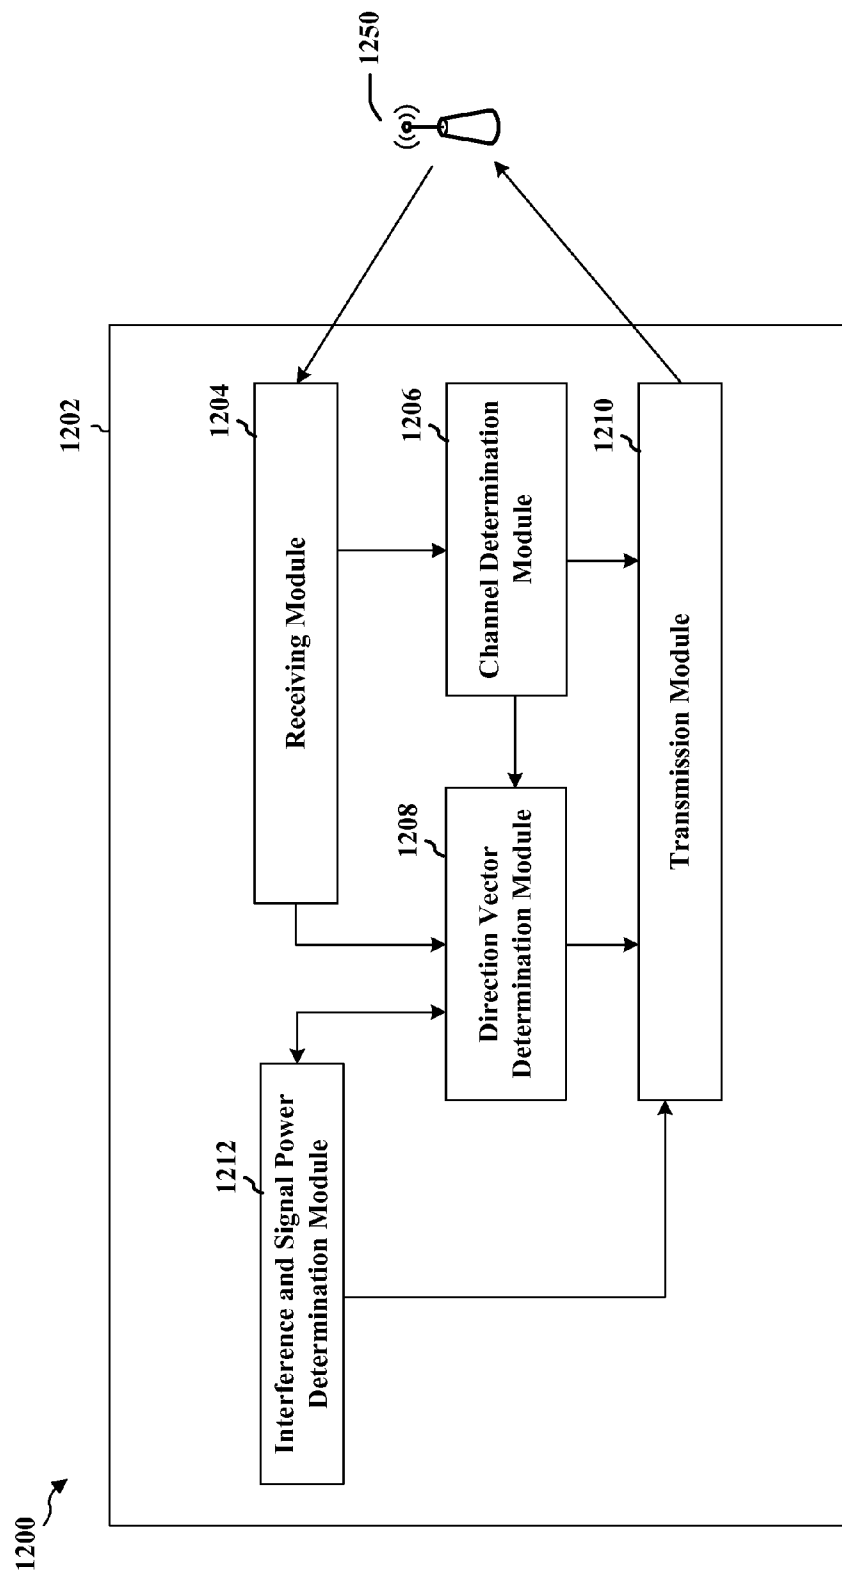 1200
1202
1250
1212
Interference and Signal Power
Determination Module
1204
Receiving Module
1208
Direction Vector
Determination Module
1206
Channel Determination
Module
1210
Transmission Module